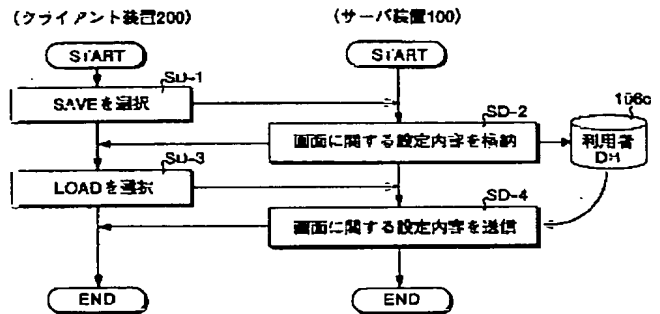 (クライアント装置200)
(サーバ装置100)
START
START
SD-1
SAVEを選択
SD-2
画面に関する設定内容を格納
106c
利用者
DB
SD-3
LOADを選択
SD-4
画面に関する設定内容を送信
END
END